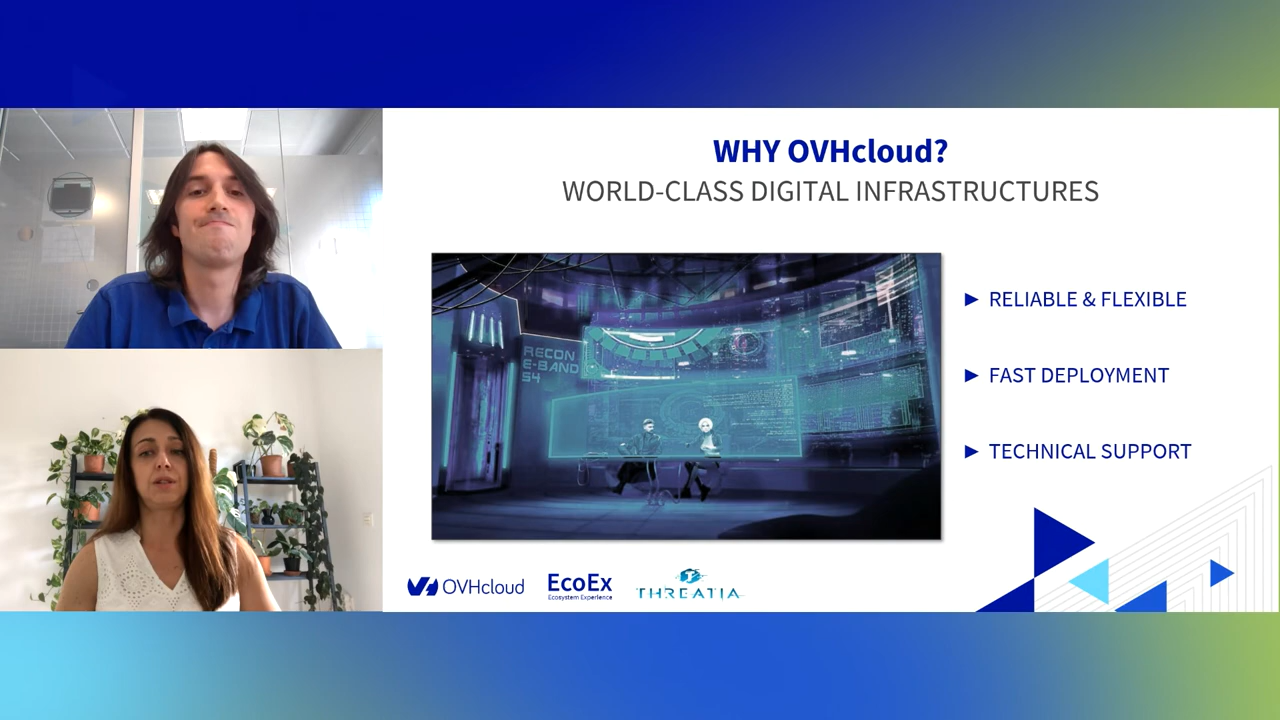 WHY OVHcloud?
WORLD-CLASS DIGITAL INFRASTRUCTURES
RECON
E-BAND
S4
► RELIABLE & FLEXIBLE
► FAST DEPLOYMENT
► TECHNICAL SUPPORT
OVHcloud
EcoEx
Ecosystem Experience
THREATIA